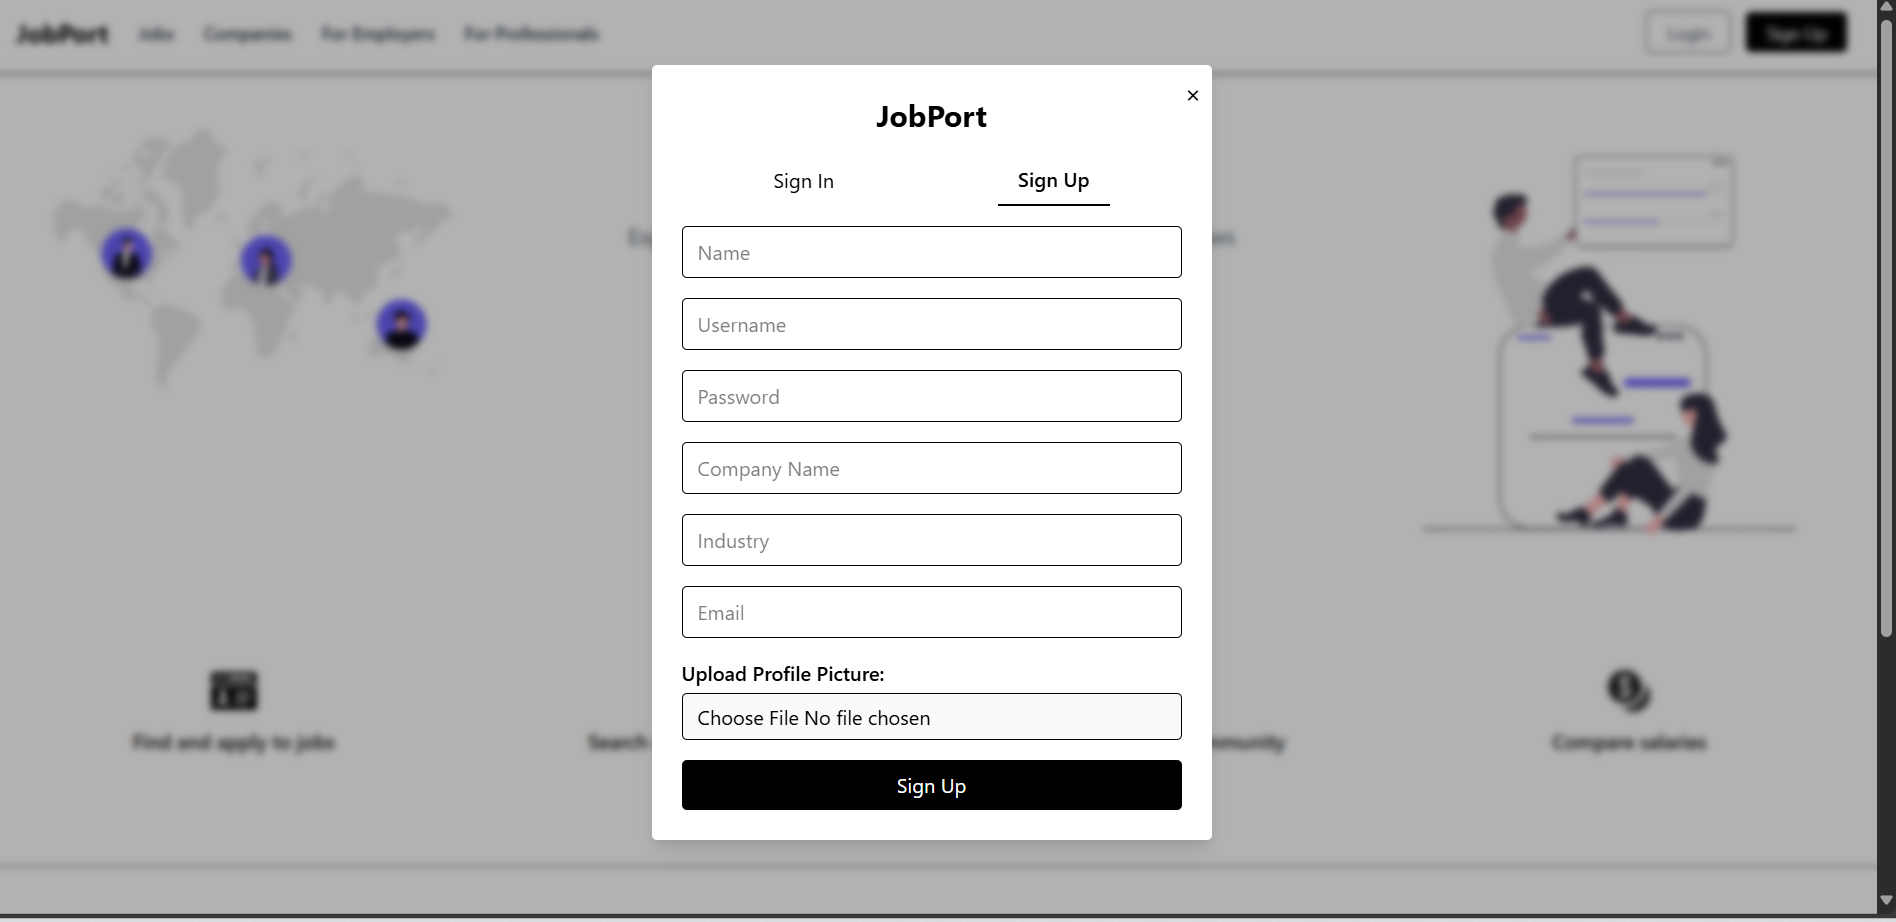 JobPort Jobs Companies For Employers For Professionals Login Sign Up
×
JobPort
Sign In Sign Up
Name
Username
Password
Company Name
Industry
Email
Upload Profile Picture:
Choose File No file chosen
Sign Up
Find and apply to jobs
Search
Compare salaries